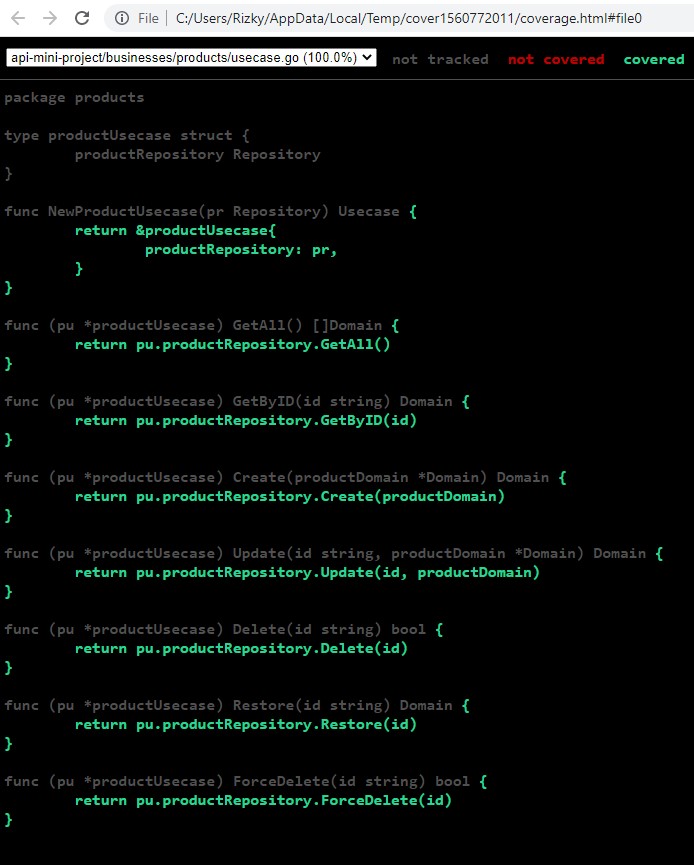 File | C:/Users/Rizky/AppData/Local/Temp/cover1560772011/coverage.html#file0
api-mini-project/businesses/products/usecase.go (100.0%) not tracked not covered covered
package products
type productUsecase struct {
        productRepository Repository
}
func NewProductUsecase(pr Repository) Usecase {
        return &productUsecase{
                productRepository: pr,
        }
}
func (pu *productUsecase) GetAll() []Domain {
        return pu.productRepository.GetAll()
}
func (pu *productUsecase) GetByID(id string) Domain {
        return pu.productRepository.GetByID(id)
}
func (pu *productUsecase) Create(productDomain *Domain) Domain {
        return pu.productRepository.Create(productDomain)
}
func (pu *productUsecase) Update(id string, productDomain *Domain) Domain {
        return pu.productRepository.Update(id, productDomain)
}
func (pu *productUsecase) Delete(id string) bool {
        return pu.productRepository.Delete(id)
}
func (pu *productUsecase) Restore(id string) Domain {
        return pu.productRepository.Restore(id)
}
func (pu *productUsecase) ForceDelete(id string) bool {
        return pu.productRepository.ForceDelete(id)
}